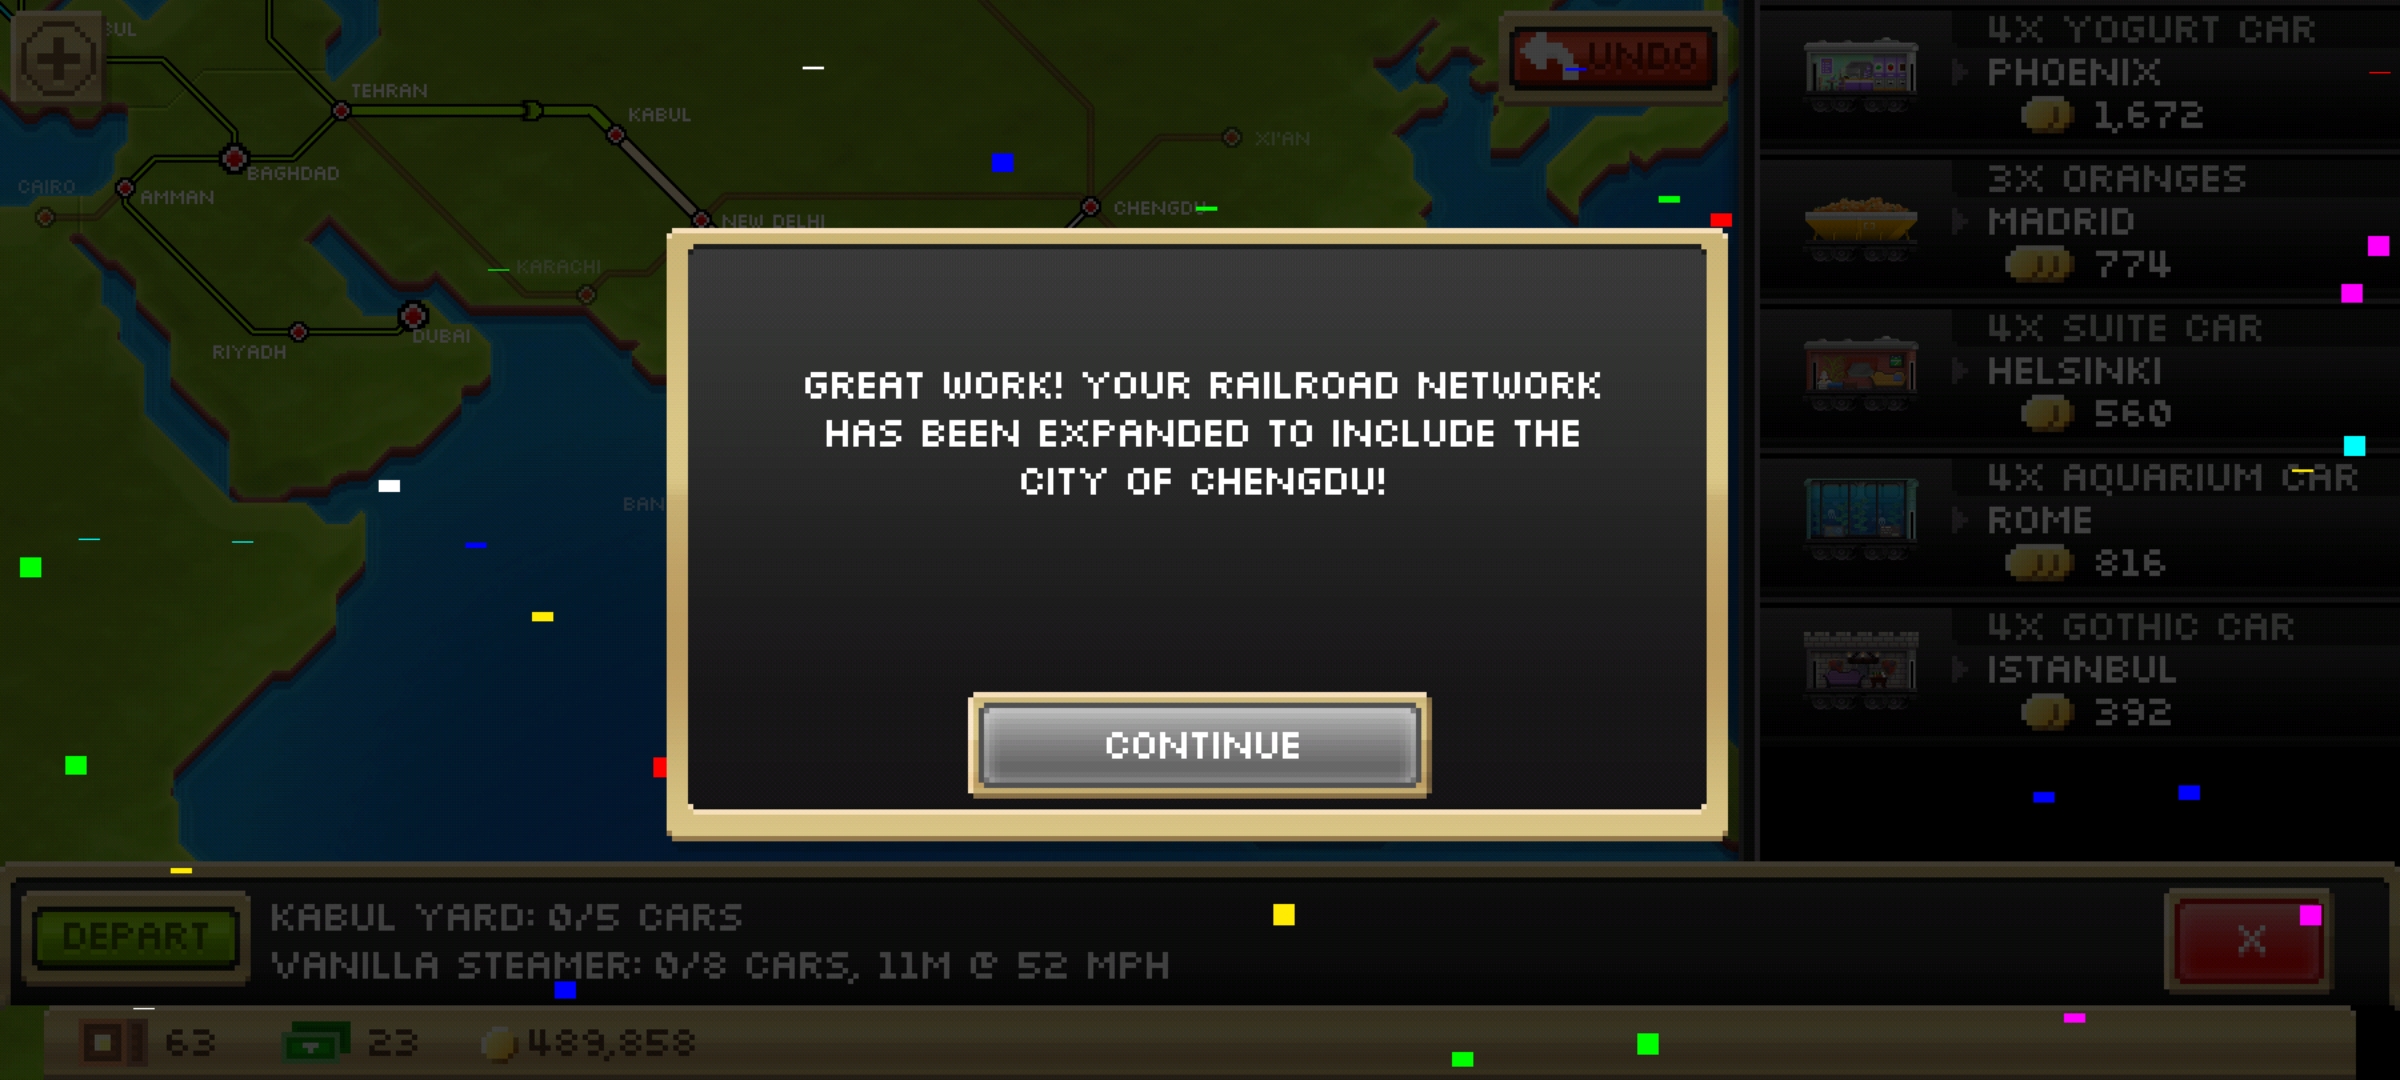 TEHRAN
KABUL
XI'AN
BAGHDAD
CAIRO
AMMAN
CHENGDU
NEW DELHI
KARACHI
DUBAI
RIYADH
UNDO
GREAT WORK! YOUR RAILROAD NETWORK
HAS BEEN EXPANDED TO INCLUDE THE
CITY OF CHENGDU!
CONTINUE
4X YOGURT CAR
PHOENIX
1,672
3X ORANGES
MADRID
774
4X SUITE CAR
HELSINKI
560
4X AQUARIUM CAR
ROME
816
4X GOTHIC CAR
ISTANBUL
392
DEPART
KABUL YARD: 0/5 CARS
VANILLA STEAMER: 0/8 CARS, 11M @ 52 MPH
X
63
23
489,858